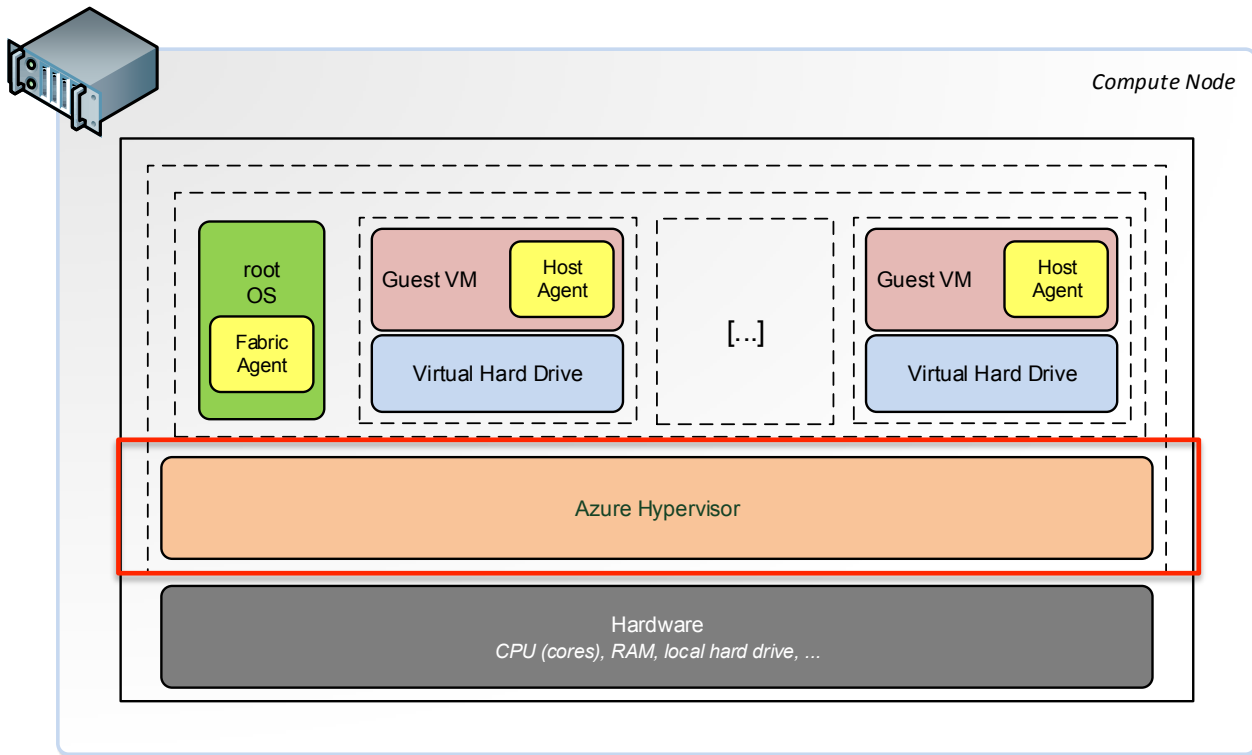 Compute Node
root
OS
Fabric
Agent
Guest VM
Host
Agent
Virtual Hard Drive
[...]
Guest VM
Host
Agent
Virtual Hard Drive
Azure Hypervisor
Hardware
CPU (cores), RAM, local hard drive, ...